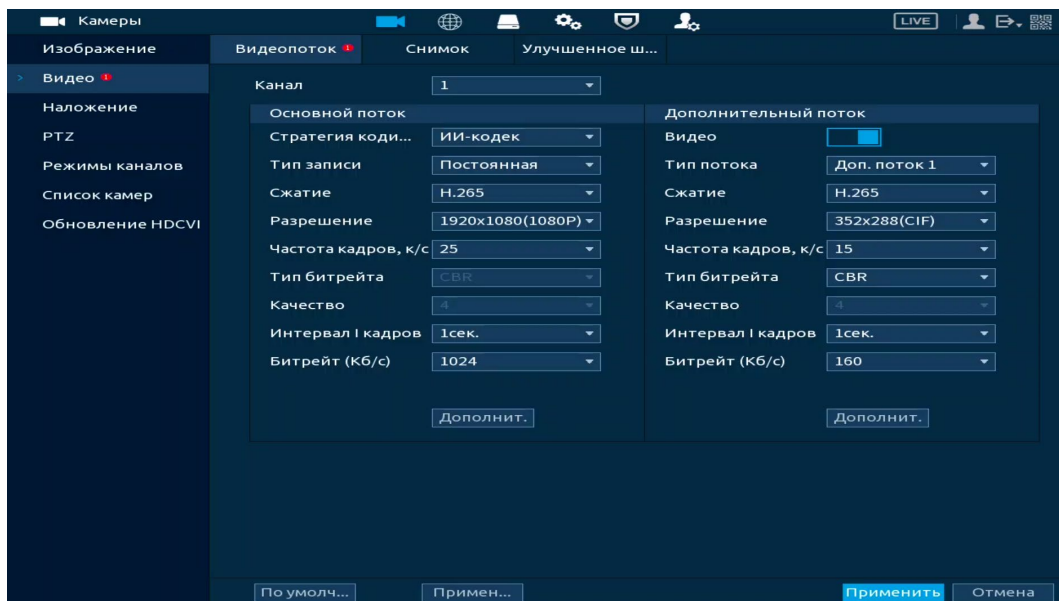 Камеры LIVE
Изображение
Видео 1
Наложение
PTZ
Режимы каналов
Список камер
Обновление HDCVI
Видеопоток 1 Снимок Улучшенное ш...
Канал 1
Основной поток
Стратегия коди... ИИ-кодек
Тип записи Постоянная
Сжатие H.265
Разрешение 1920x1080(1080P)
Частота кадров, к/с 25
Тип битрейта CBR
Качество 4
Интервал I кадров 1сек.
Битрейт (Кб/с) 1024
Дополнит.
Дополнительный поток
Видео
Тип потока Доп. поток 1
Сжатие H.265
Разрешение 352x288(CIF)
Частота кадров, к/с 15
Тип битрейта CBR
Качество 4
Интервал I кадров 1сек.
Битрейт (Кб/с) 160
Дополнит.
По умолч... Примен... Применить Отмена